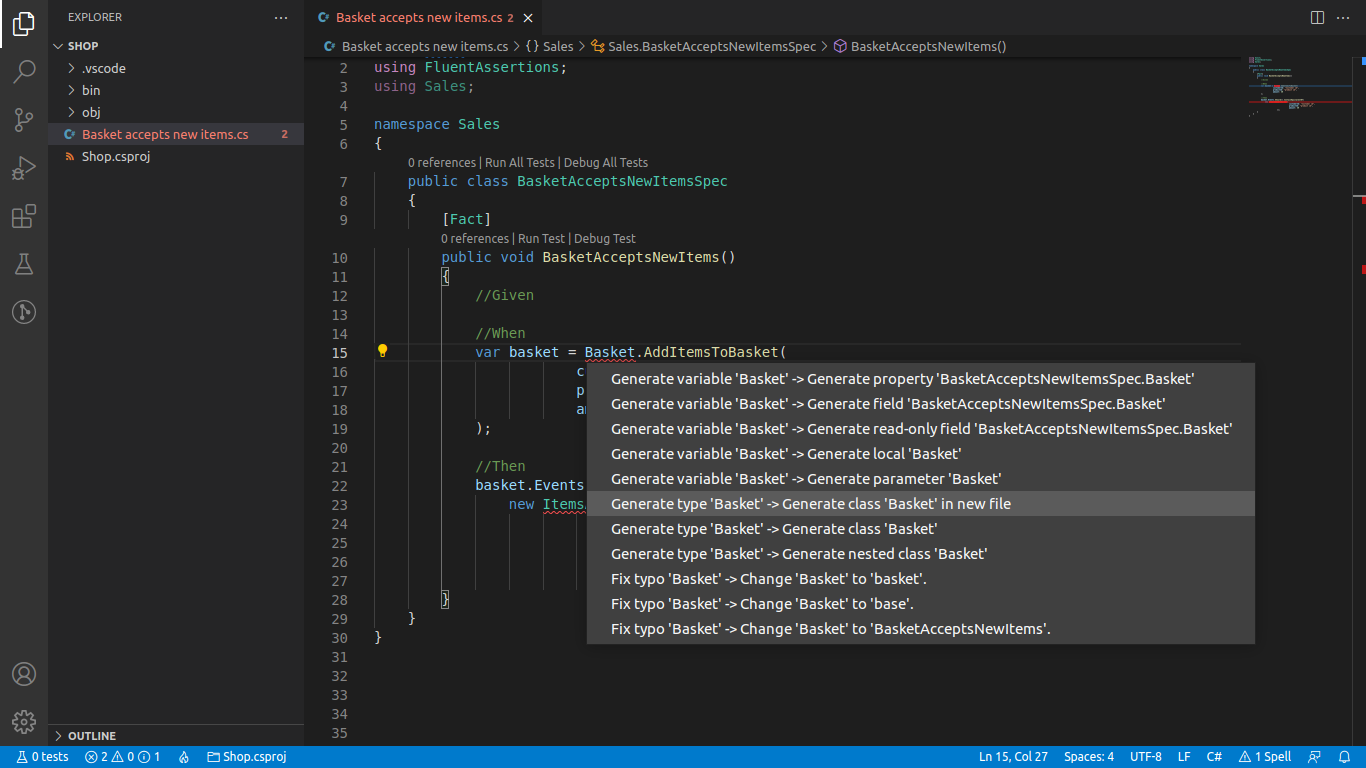 EXPLORER
SHOP
.vscode
bin
obj
C# Basket accepts new items.cs 2
Shop.csproj
OUTLINE
C# Basket accepts new items.cs 2
C# Basket accepts new items.cs > {} Sales > Sales.BasketAcceptsNewItemsSpec > BasketAcceptsNewItems()
2 using FluentAssertions;
3 using Sales;
4
5 namespace Sales
6 {
0 references | Run All Tests | Debug All Tests
7 public class BasketAcceptsNewItemsSpec
8 {
9 [Fact]
0 references | Run Test | Debug Test
10 public void BasketAcceptsNewItems()
11 {
12 //Given
13
14 //When
15 var basket = Basket.AddItemsToBasket(
16 c
17 p
18
19 );
20
21 //Then
22 basket.Events
23 new Items
24
25
26
27
28 }
29 }
30 }
31
32
33
34
35
Generate variable 'Basket' -> Generate property 'BasketAcceptsNewItemsSpec.Basket'
Generate variable 'Basket' -> Generate field 'BasketAcceptsNewItemsSpec.Basket'
Generate variable 'Basket' -> Generate read-only field 'BasketAcceptsNewItemsSpec.Basket'
Generate variable 'Basket' -> Generate local 'Basket'
Generate variable 'Basket' -> Generate parameter 'Basket'
Generate type 'Basket' -> Generate class 'Basket' in new file
Generate type 'Basket' -> Generate class 'Basket'
Generate type 'Basket' -> Generate nested class 'Basket'
Fix typo 'Basket' -> Change 'Basket' to 'basket'.
Fix typo 'Basket' -> Change 'Basket' to 'base'.
Fix typo 'Basket' -> Change 'Basket' to 'BasketAcceptsNewItems'.
0 tests 2 0 1 Shop.csproj Ln 15, Col 27 Spaces: 4 UTF-8 LF C# 1 Spell